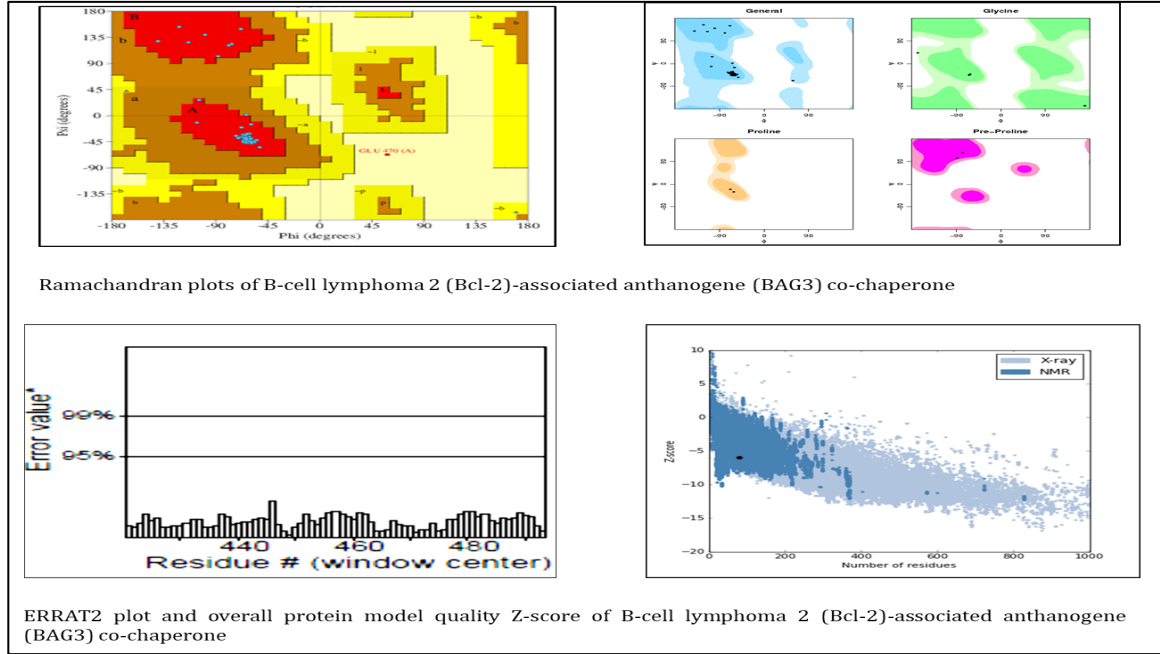 180
B
~b
b
135
b
90
~l
l
45
a
L
A
0
~a
-45
GLU 470 (A)
-90
~b
~p
-135
b
p
~b
-180
-135
-90
-45
0
45
90
135
180
Psi (degrees)
Phi (degrees)
General
Glycine
Proline
Pre-Proline
Ramachandran plots of B-cell lymphoma 2 (Bcl-2)-associated anthanogene (BAG3) co-chaperone
Error value*
99%
95%
440 460 480
Residue # (window center)
10
5
0
-5
-10
-15
-20
Z-score
X-ray
NMR
0 200 400 600 800 1000
Number of residues
ERRAT2 plot and overall protein model quality Z-score of B-cell lymphoma 2 (Bcl-2)-associated anthanogene
(BAG3) co-chaperone